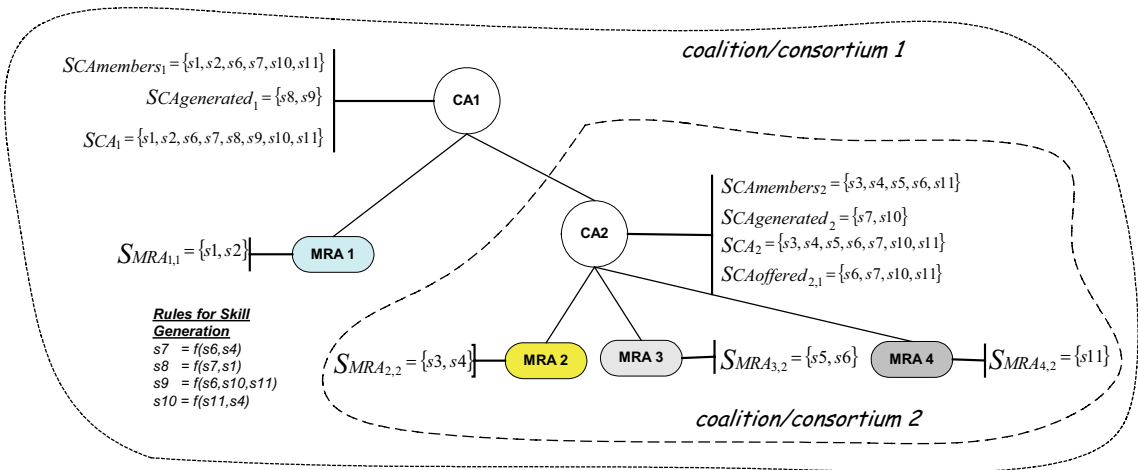 coalition/consortium 1
SCAmembers1 = {s1, s2, s6, s7, s10, s11}
SCAgenerated1 = {s8, s9}
SCA1 = {s1, s2, s6, s7, s8, s9, s10, s11}
CA1
SCAmembers2 = {s3, s4, s5, s6, s11}
SCAgenerated2 = {s7, s10}
SCA2 = {s3, s4, s5, s6, s7, s10, s11}
SCAoffered2,1 = {s6, s7, s10, s11}
CA2
SMRA1,1 = {s1, s2}
MRA 1
Rules for Skill
Generation
s7 = f(s6,s4)
s8 = f(s7,s1)
s9 = f(s6,s10,s11)
s10 = f(s11,s4)
SMRA2,2 = {s3, s4}
MRA 2
MRA 3
SMRA3,2 = {s5, s6}
MRA 4
SMRA4,2 = {s11}
coalition/consortium 2